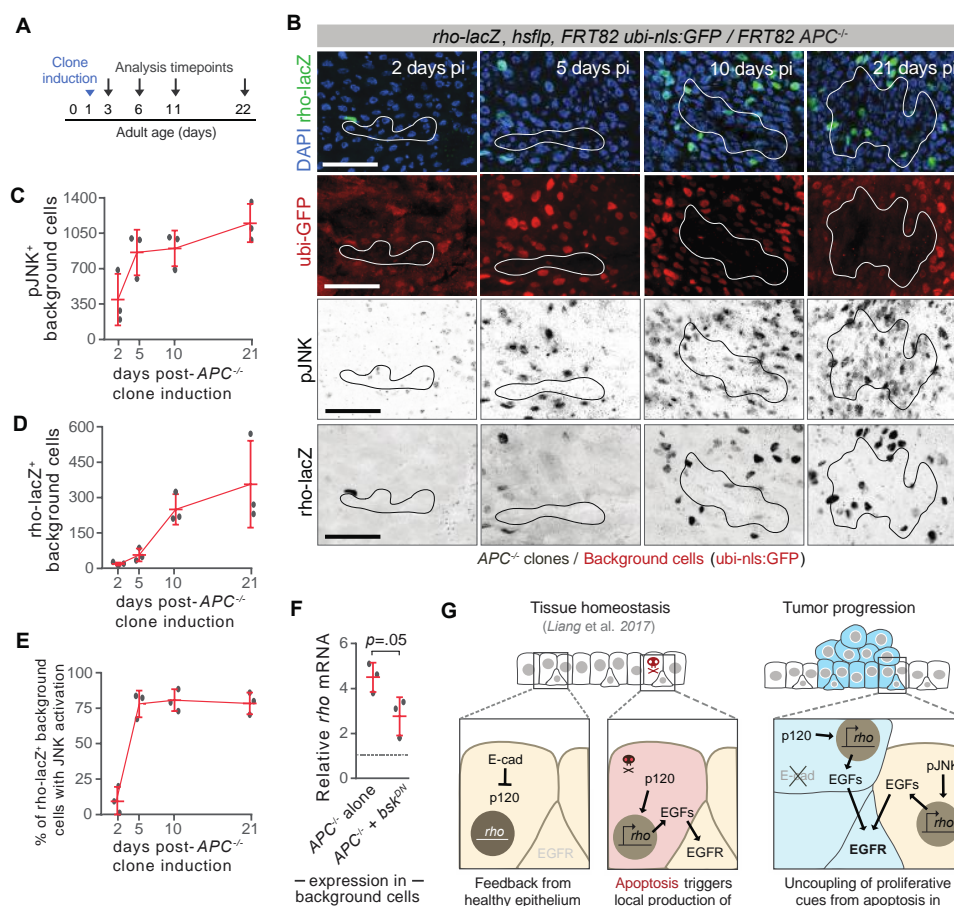 A
Clone
induction
Analysis timepoints
0 1 3 6 11 22
Adult age (days)
B
rho-lacZ, hsflp, FRT82 ubi-nls:GFP / FRT82 APC-/-
2 days pi
5 days pi
10 days pi
21 days pi
DAPI rho-lacZ
ubi-GFP
pJNK
rho-lacZ
APC-/- clones / Background cells (ubi-nls:GFP)
C
pJNK+
background cells
1400
1050
700
350
0
2 5 10 21
days post-APC-/-
clone induction
D
rho-lacZ+
background cells
600
450
300
150
0
2 5 10 21
days post-APC-/-
clone induction
E
% of rho-lacZ+ background
cells with JNK activation
100
75
50
25
0
2 5 10 21
days post-APC-/-
clone induction
F
Relative rho mRNA
p=.05
6
4
2
0
APC-/- alone
APC-/- + bskDN
— expression in —
background cells
G
Tissue homeostasis
(Liang et al. 2017)
Tumor progression
E-cad
p120
rho
EGFR
Feedback from
healthy epithelium
p120
EGFs
rho
EGFR
Apoptosis triggers
local production of
p120
rho
E-cad
EGFs
pJNK
EGFs
rho
EGFR
Uncoupling of proliferative
cues from apoptosis in